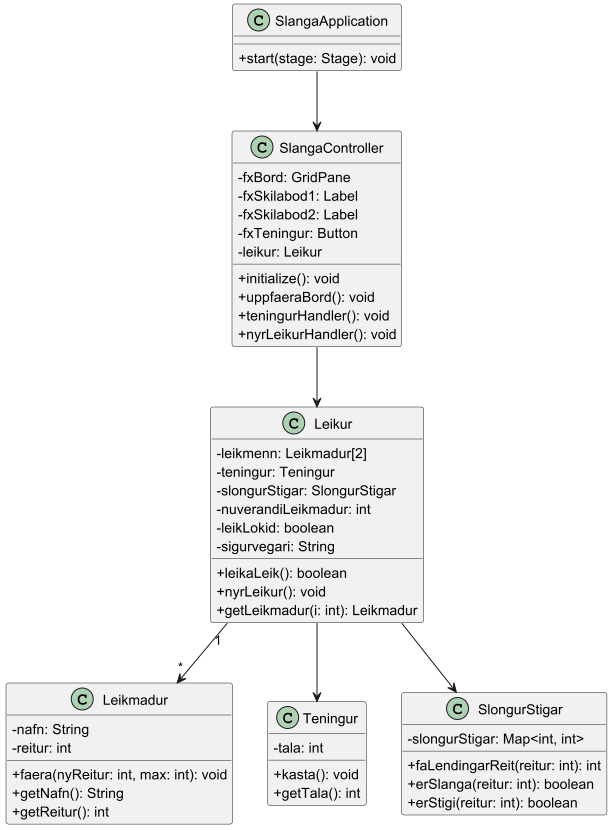 C SlangaApplication
+start(stage: Stage): void
C SlangaController
-fxBord: GridPane
-fxSkilabod1: Label
-fxSkilabod2: Label
-fxTeningur: Button
-leikur: Leikur
+initialize(): void
+uppfaeraBord(): void
+teningurHandler(): void
+nyrLeikurHandler(): void
C Leikur
-leikmenn: Leikmadur[2]
-teningur: Teningur
-slongurStigar: SlongurStigar
-nuverandiLeikmadur: int
-leikLokid: boolean
-sigurvegari: String
+leikaLeik(): boolean
+nyrLeikur(): void
+getLeikmadur(i: int): Leikmadur
1
*
C Leikmadur
-nafn: String
-reitur: int
+faera(nyReitur: int, max: int): void
+getNafn(): String
+getReitur(): int
C Teningur
-tala: int
+kasta(): void
+getTala(): int
C SlongurStigar
-slongurStigar: Map<int, int>
+faLendingarReit(reitur: int): int
+erSlanga(reitur: int): boolean
+erStigi(reitur: int): boolean